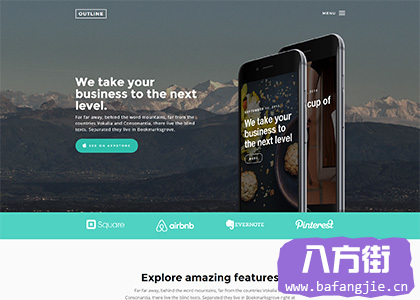 OUTLINE
MENU
We take your
business to the next
level.
Far far away, behind the word mountains, far from the
countries Vokalia and Consonantia, there live the blind
texts. Separated they live in Bookmarksgrove.
SEE ON APPSTORE
We take your
business to
the next level
cup of
Square
airbnb
EVERNOTE
Pinterest
Explore amazing features
Far far away, behind the word mountains, far from the countries Vokalia and
Consonantia, there live the blind texts. Separated they live in Bookmarksgrove right at
八方街
www.bafangjie.cn